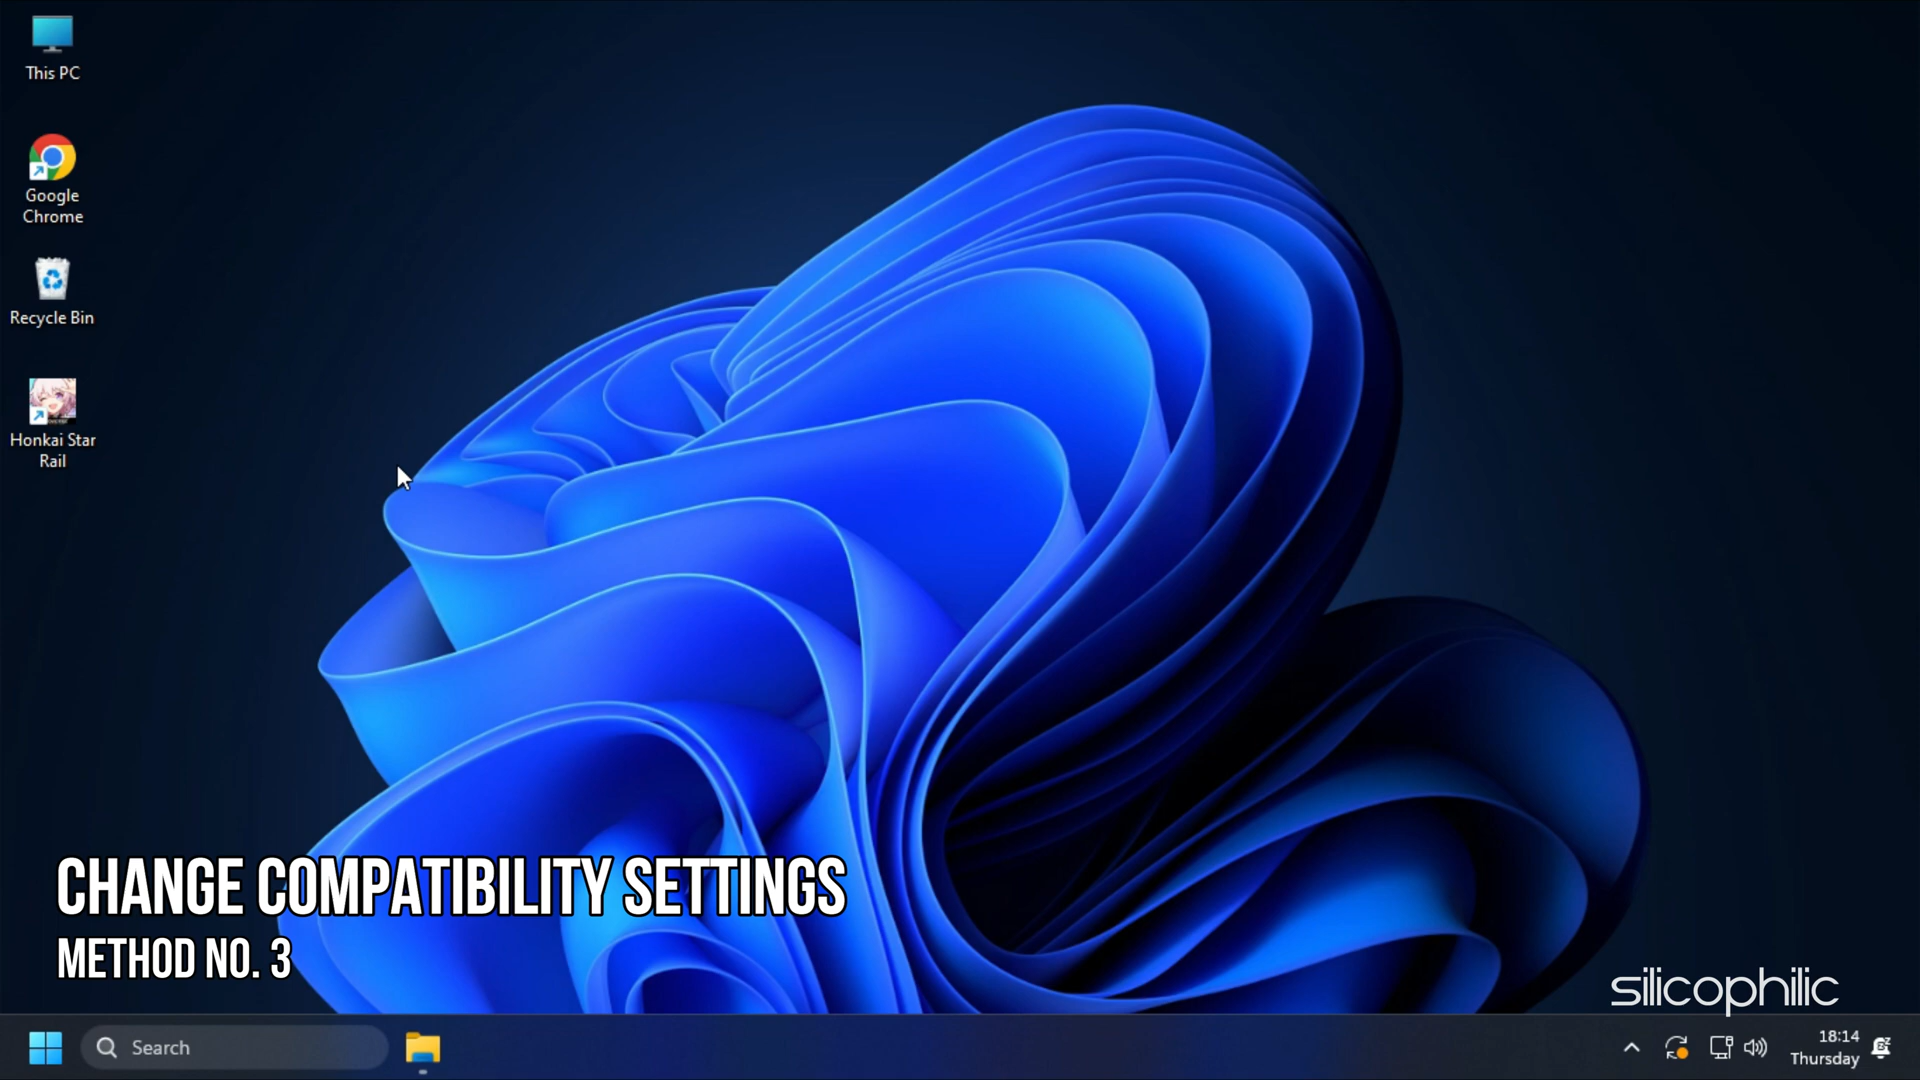 This PC
Google
Chrome
Recycle Bin
Honkai Star
Rail
CHANGE COMPATIBILITY SETTINGS
METHOD NO. 3
silicophilic
Search
18:14
Thursday